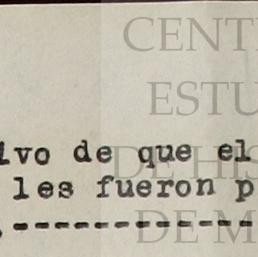 CENT
ESTU
ivo de que el
DE HIS
les fueron p
DE M